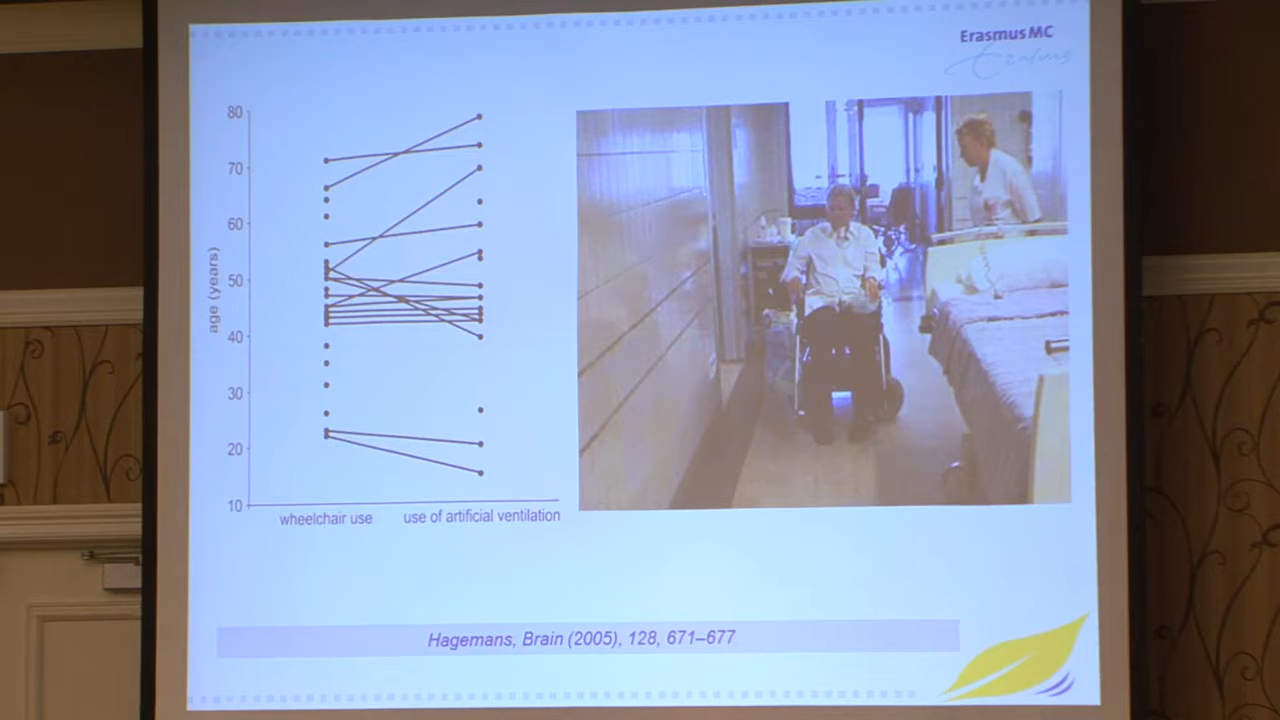 Erasmus MC
Erasmus
80
70
60
50
40
30
20
10
age (years)
wheelchair use
use of artificial ventilation
Hagemans, Brain (2005), 128, 671–677